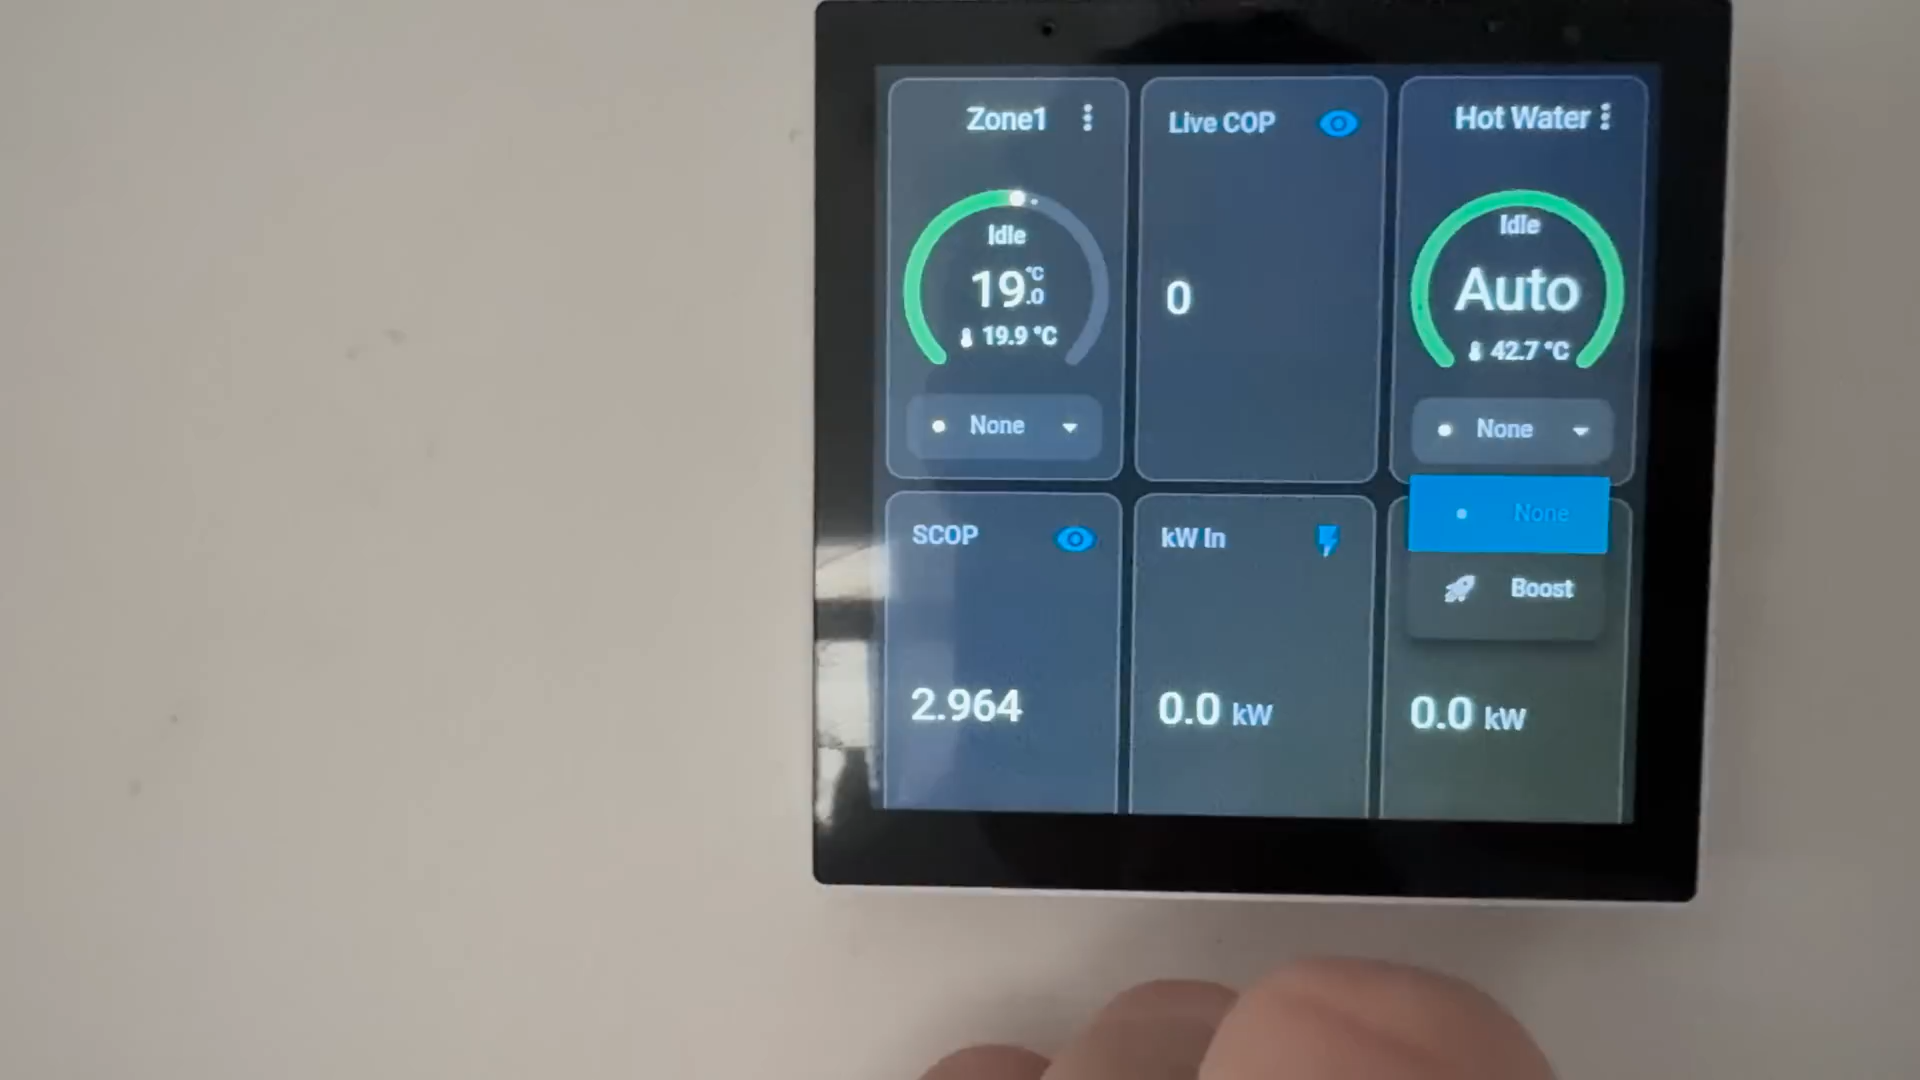 Zone1
Idle
19.0 °C
19.9 °C
None
Live COP
0
Hot Water
Idle
Auto
42.7 °C
None
None
Boost
SCOP
2.964
kW In
0.0 kW
0.0 kW